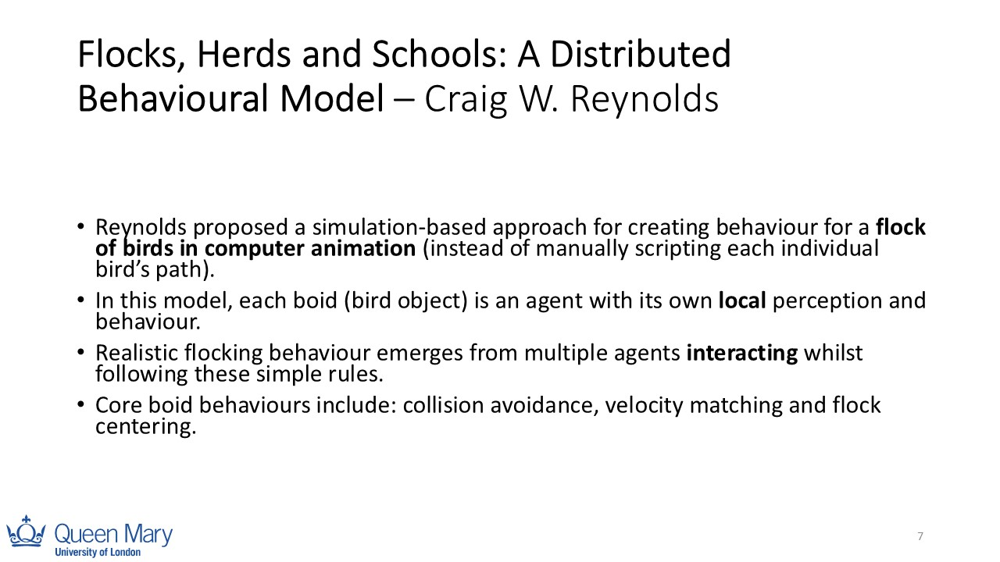 Flocks, Herds and Schools: A Distributed
Behavioural Model – Craig W. Reynolds
• Reynolds proposed a simulation-based approach for creating behaviour for a flock
of birds in computer animation (instead of manually scripting each individual
bird’s path).
• In this model, each boid (bird object) is an agent with its own local perception and
behaviour.
• Realistic flocking behaviour emerges from multiple agents interacting whilst
following these simple rules.
• Core boid behaviours include: collision avoidance, velocity matching and flock
centering.
Queen Mary
University of London
7